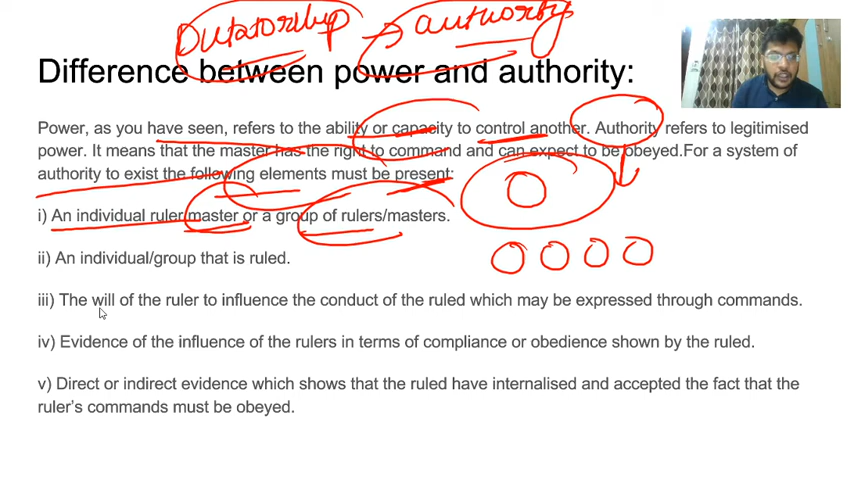 Dictatorship → authority
Difference between power and authority:
Power, as you have seen, refers to the ability or capacity to control another. Authority refers to legitimised
power. It means that the master has the right to command and can expect to be obeyed.For a system of
authority to exist the following elements must be present:
i) An individual ruler master or a group of rulers/masters.
ii) An individual/group that is ruled.
iii) The will of the ruler to influence the conduct of the ruled which may be expressed through commands.
iv) Evidence of the influence of the rulers in terms of compliance or obedience shown by the ruled.
v) Direct or indirect evidence which shows that the ruled have internalised and accepted the fact that the
ruler's commands must be obeyed.